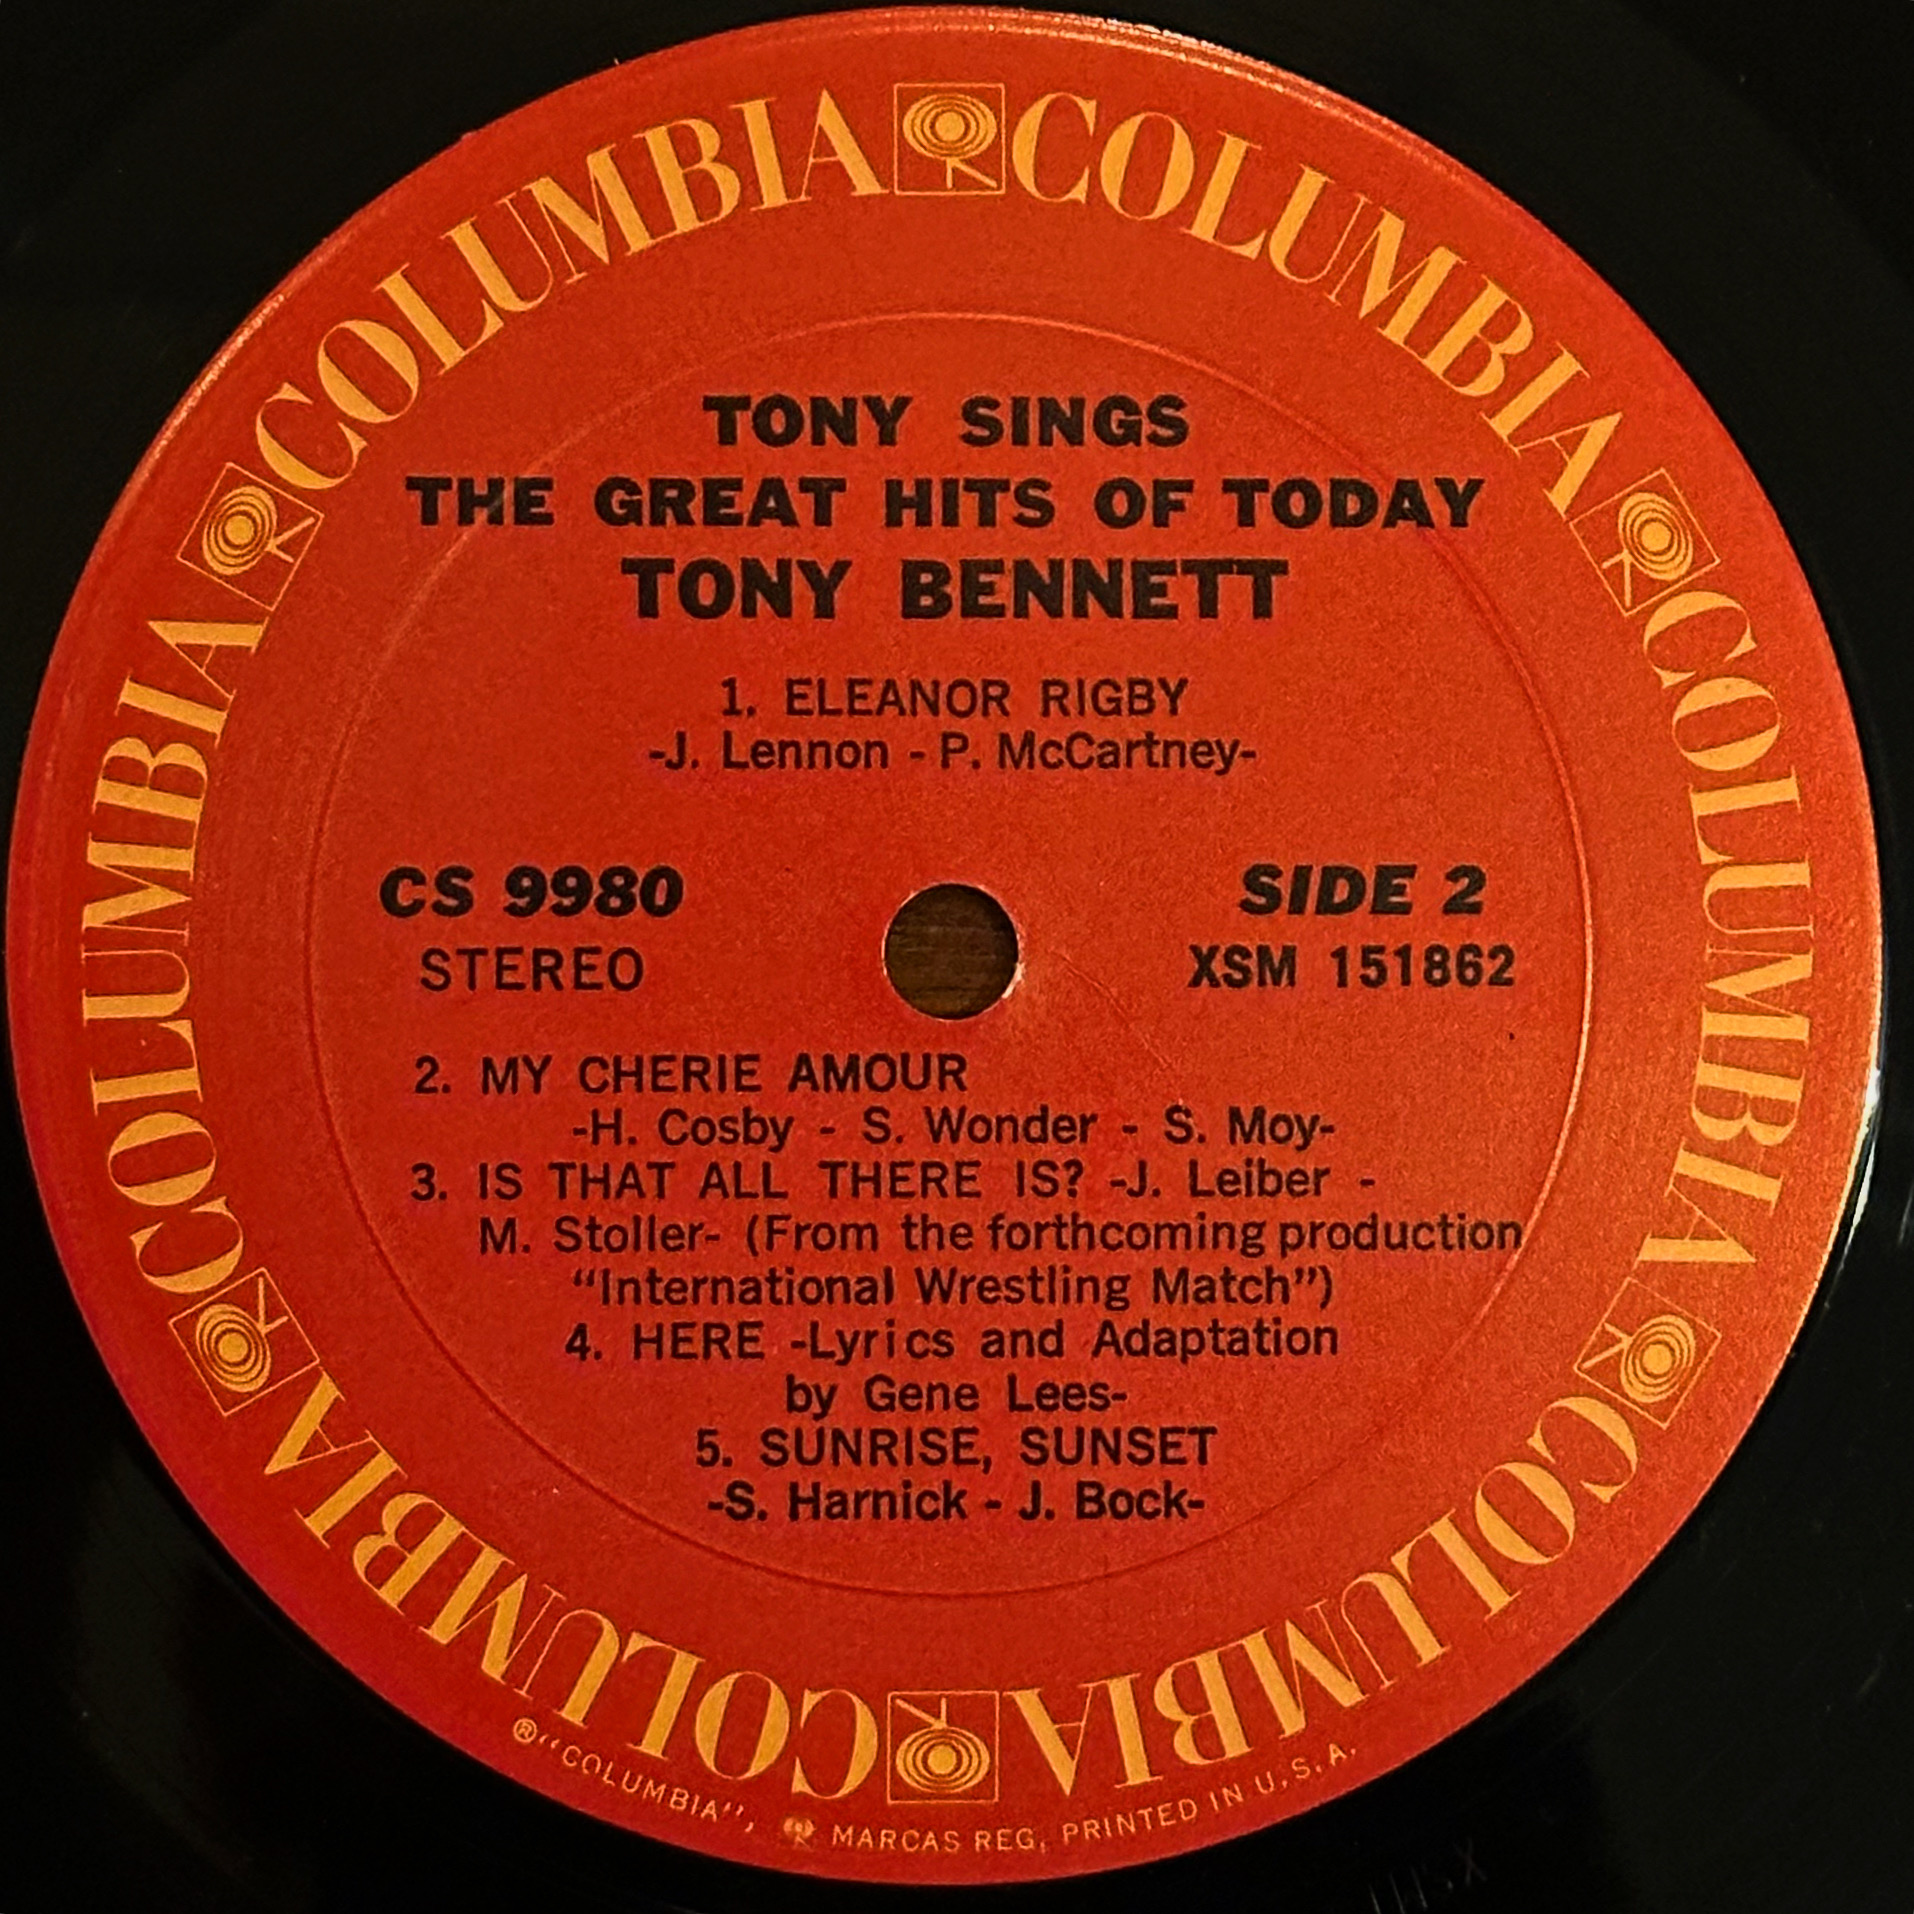 COLUMBIA COLUMBIA COLUMBIA COLUMBIA COLUMBIA COLUMBIA
TONY SINGS
THE GREAT HITS OF TODAY
TONY BENNETT
1. ELEANOR RIGBY
-J. Lennon - P. McCartney-
CS 9980
STEREO
SIDE 2
XSM 151862
2. MY CHERIE AMOUR
-H. Cosby - S. Wonder - S. Moy-
3. IS THAT ALL THERE IS? -J. Leiber -
M. Stoller- (From the forthcoming production
“International Wrestling Match”)
4. HERE -Lyrics and Adaptation
by Gene Lees-
5. SUNRISE, SUNSET
-S. Harnick - J. Bock-
®“COLUMBIA”, MARCAS REG. PRINTED IN U.S.A.